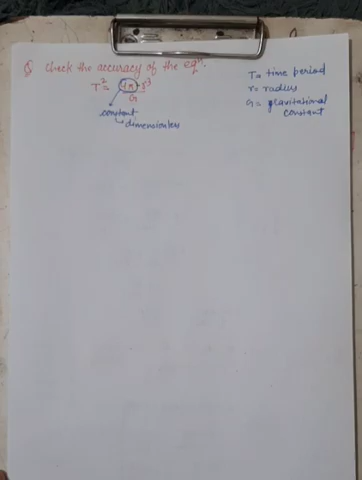 Q Check the accuracy of the eqⁿ.
T² = 4π r³
G
constant
dimensionless
T = time period
r = radius
G = gravitational
constant